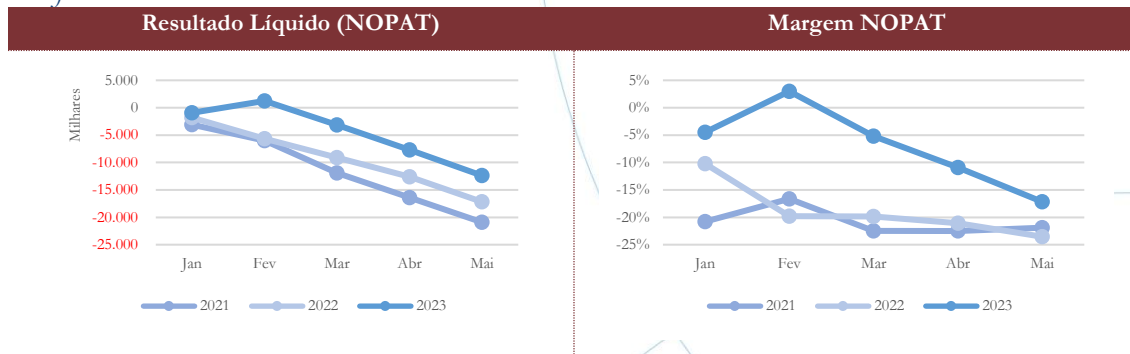 Resultado Líquido (NOPAT)
Milhares
5.000
0
-5.000
-10.000
-15.000
-20.000
-25.000
Jan Fev Mar Abr Mai
2021 2022 2023
Margem NOPAT
5%
0%
-5%
-10%
-15%
-20%
-25%
Jan Fev Mar Abr Mai
2021 2022 2023